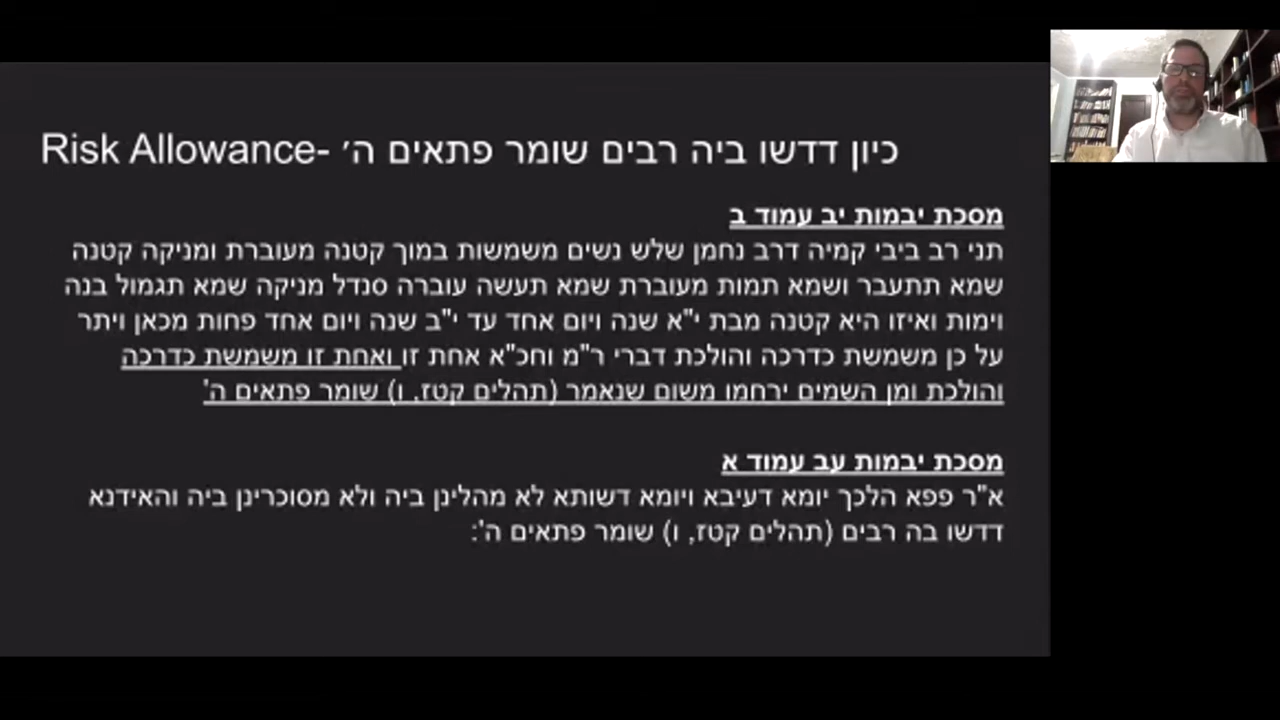 Risk Allowance- כיון דדשו ביה רבים שומר פתאים ה׳
מסכת יבמות יב עמוד ב
תני רב ביבי קמיה דרב נחמן שלש נשים משמשות במוך קטנה מעוברת ומניקה קטנה
שמא תתעבר ושמא תמות מעוברת שמא תעשה עוברה סנדל מניקה שמא תגמול בנה
וימות ואיזו היא קטנה מבת י"א שנה ויום אחד עד י"ב שנה ויום אחד פחות מכאן ויתר
על כן משמשת כדרכה והולכת דברי ר"מ וחכ"א אחת זו ואחת זו משמשת כדרכה
והולכת ומן השמים ירחמו משום שנאמר (תהלים קטז, ו) שומר פתאים ה'
מסכת יבמות עב עמוד א
א"ר פפא הלכך יומא דעיבא ויומא דשותא לא מהלינן ביה ולא מסוכרינן ביה והאידנא
דדשו בה רבים (תהלים קטז, ו) שומר פתאים ה':